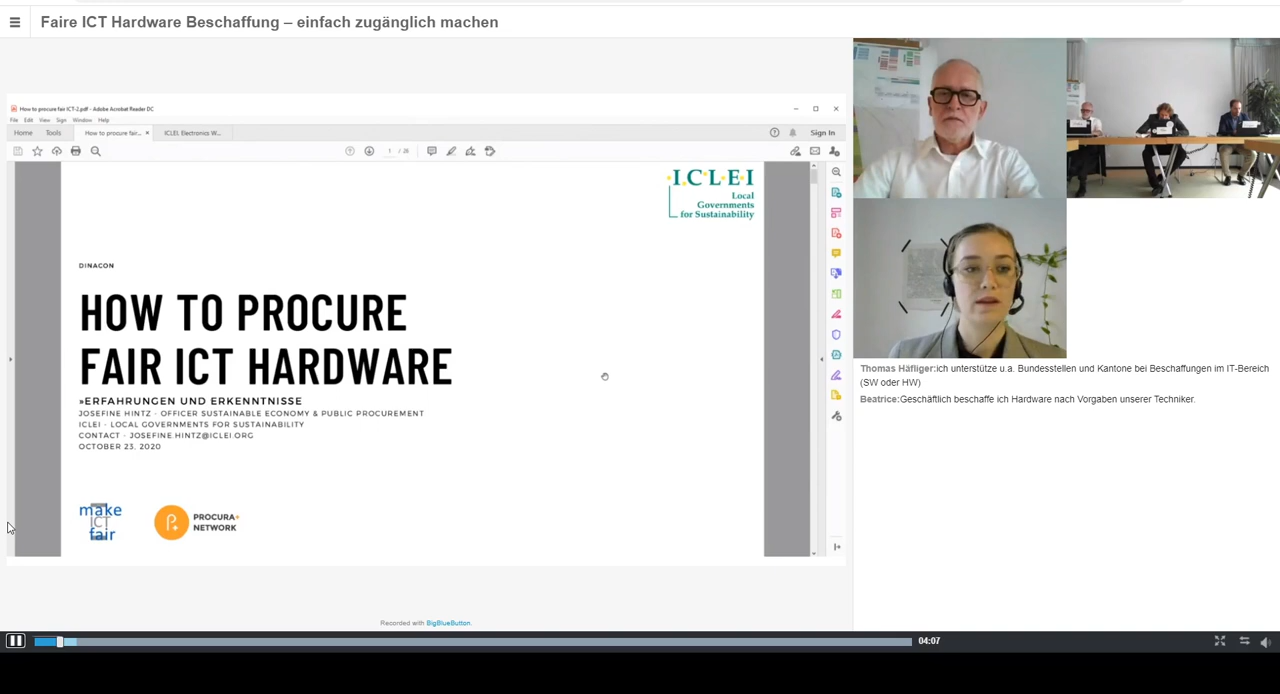 Faire ICT Hardware Beschaffung – einfach zugänglich machen
How to procure fair ICT-2.pdf - Adobe Acrobat Reader DC
File Edit View Sign Window Help
Home Tools How to procure fair... × ICLEI, Electronics W... Sign In
1 / 28
I.C.L.E.I
Local
Governments
for Sustainability
DINACON
HOW TO PROCURE
FAIR ICT HARDWARE
»ERFAHRUNGEN UND ERKENNTNISSE
JOSEFINE HINTZ - OFFICER SUSTAINABLE ECONOMY & PUBLIC PROCUREMENT
ICLEI - LOCAL GOVERNMENTS FOR SUSTAINABILITY
CONTACT - JOSEFINE.HINTZ@ICLEI.ORG
OCTOBER 23, 2020
make
ICT
fair
PROCURA+
NETWORK
Thomas Häfliger:ich unterstütze u.a. Bundesstellen und Kantone bei Beschaffungen im IT-Bereich
(SW oder HW)
Beatrice:Geschäftlich beschaffe ich Hardware nach Vorgaben unserer Techniker.
Recorded with BigBlueButton.
04:07